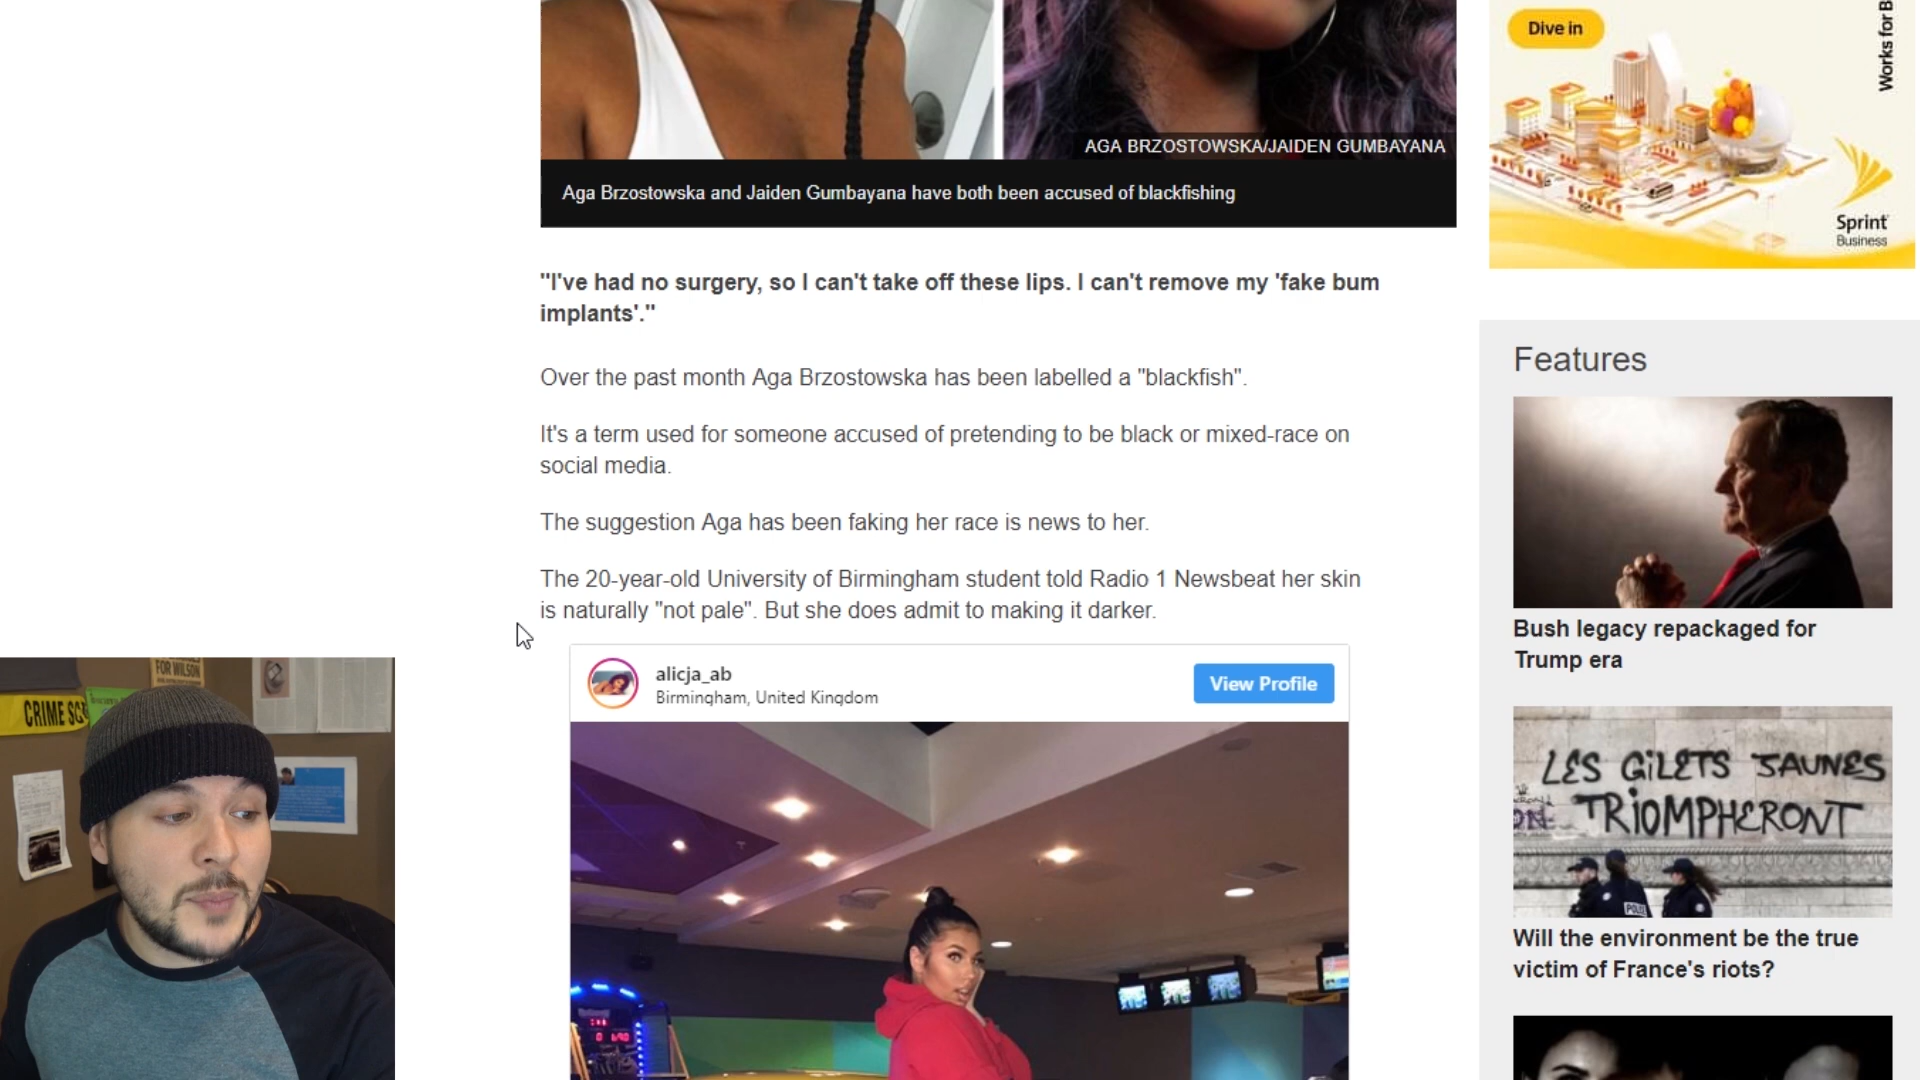 AGA BRZOSTOWSKA/JAIDEN GUMBAYANA
Aga Brzostowska and Jaiden Gumbayana have both been accused of blackfishing
"I've had no surgery, so I can't take off these lips. I can't remove my 'fake bum
implants'."
Over the past month Aga Brzostowska has been labelled a "blackfish".
It's a term used for someone accused of pretending to be black or mixed-race on
social media.
The suggestion Aga has been faking her race is news to her.
The 20-year-old University of Birmingham student told Radio 1 Newsbeat her skin
is naturally "not pale". But she does admit to making it darker.
alicja_ab
Birmingham, United Kingdom
View Profile
Dive in
Works for B
Sprint
Business
Features
Bush legacy repackaged for
Trump era
LES GiLETS JAUNES
TRiOMPHERONT
POLICE
Will the environment be the true
victim of France's riots?
FOR WILSON
CRIME SC